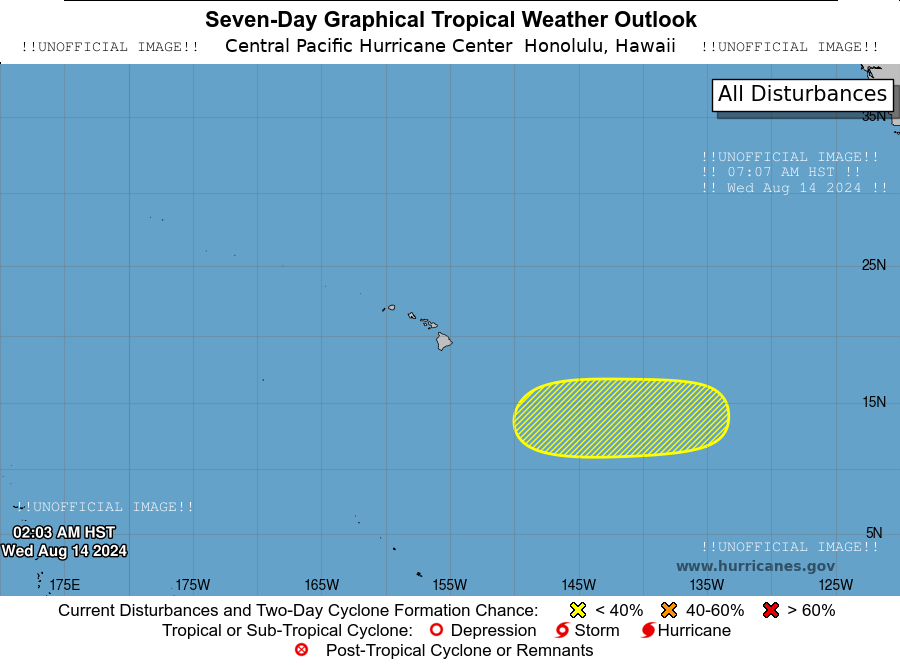 Seven-Day Graphical Tropical Weather Outlook
!!UNOFFICIAL IMAGE!! Central Pacific Hurricane Center Honolulu, Hawaii !!UNOFFICIAL IMAGE!!
All Disturbances
35N
!!UNOFFICIAL IMAGE!!
!! 07:07 AM HST !!
!! Wed Aug 14 2024 !!
25N
15N
!!UNOFFICIAL IMAGE!!
02:03 AM HST
5N
Wed Aug 14 2024
!!UNOFFICIAL IMAGE!!
www.hurricanes.gov
175E 175W 165W 155W 145W 135W 125W
Current Disturbances and Two-Day Cyclone Formation Chance: < 40% 40-60% > 60%
Tropical or Sub-Tropical Cyclone: Depression Storm Hurricane
Post-Tropical Cyclone or Remnants